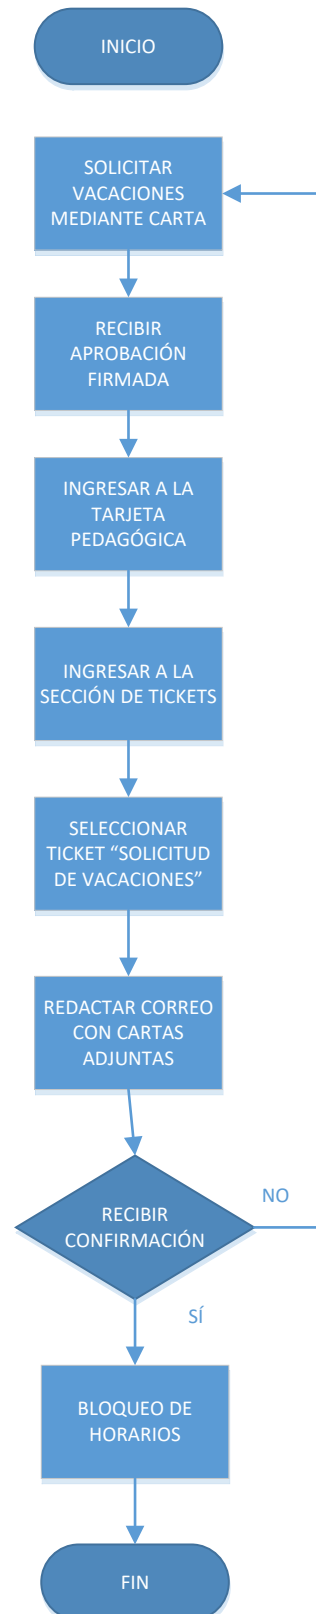 INICIO
SOLICITAR
VACACIONES
MEDIANTE CARTA
RECIBIR
APROBACIÓN
FIRMADA
INGRESAR A LA
TARJETA
PEDAGÓGICA
INGRESAR A LA
SECCIÓN DE TICKETS
SELECCIONAR
TICKET “SOLICITUD
DE VACACIONES”
REDACTAR CORREO
CON CARTAS
ADJUNTAS
RECIBIR
CONFIRMACIÓN
NO
SÍ
BLOQUEO DE
HORARIOS
FIN